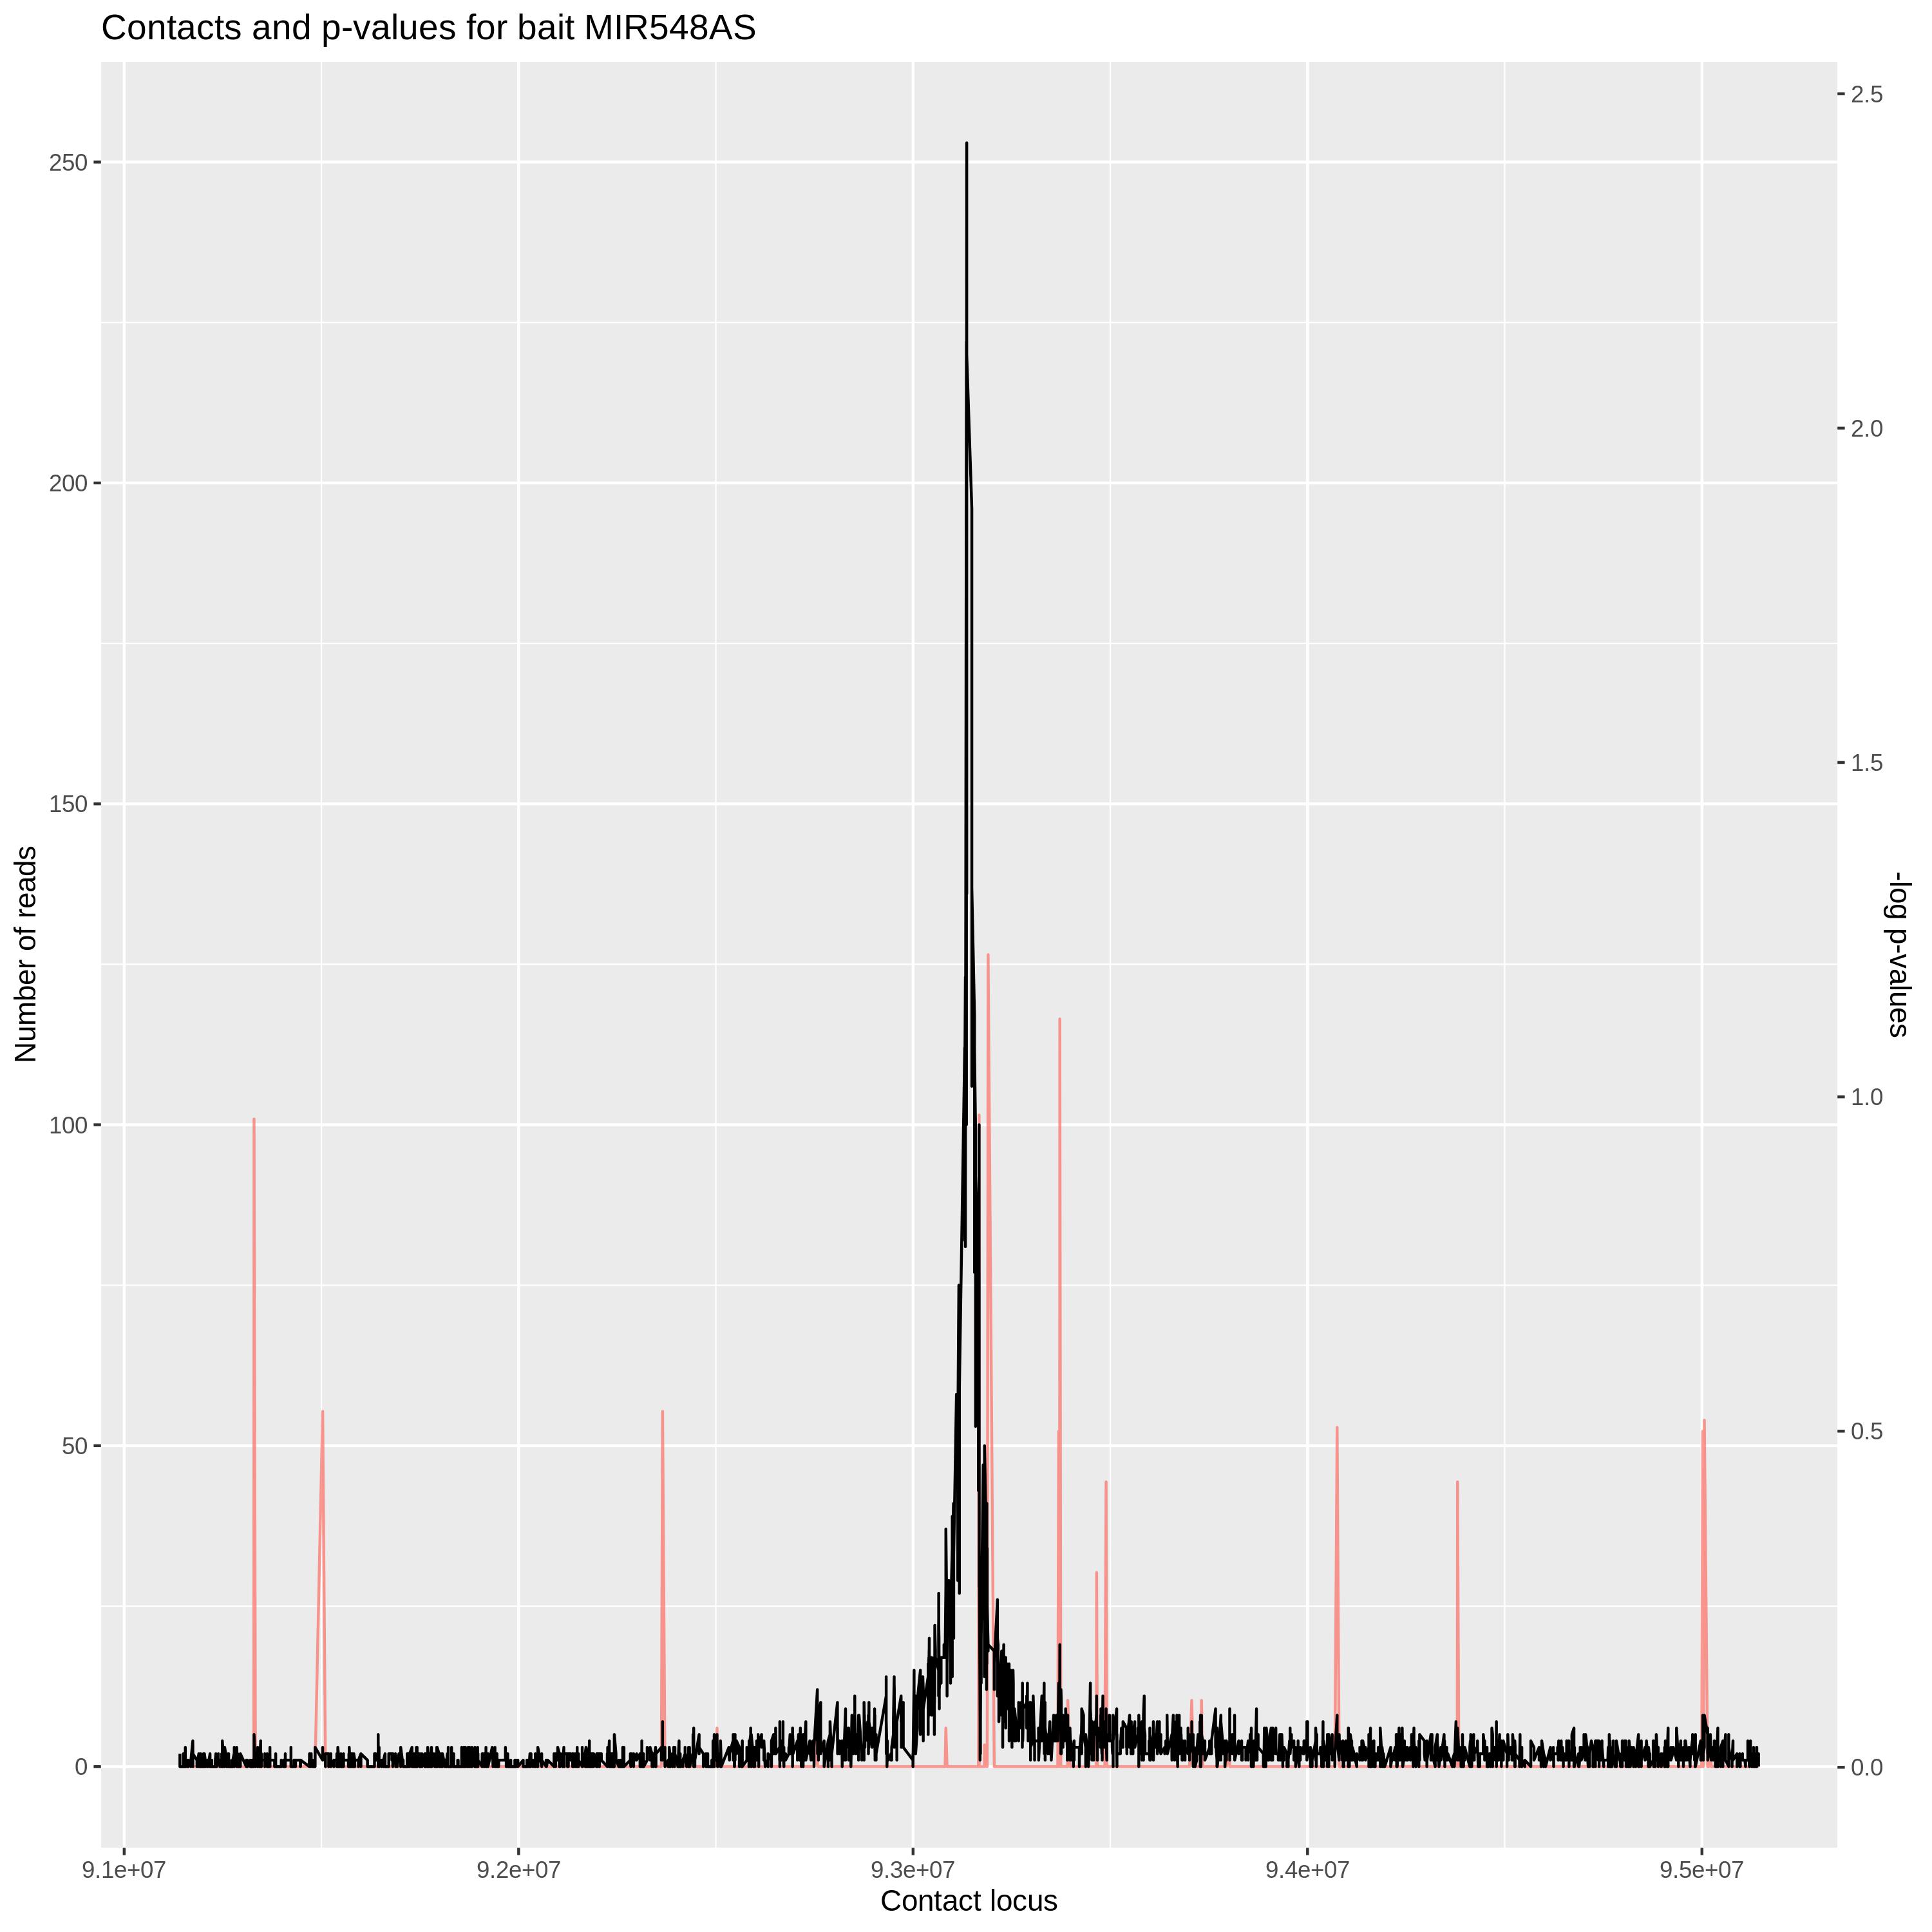 Contacts and p-values for bait MIR548AS
250
200
150
100
50
0
Number of reads
2.5
2.0
1.5
1.0
0.5
0.0
-log p-values
9.1e+07 9.2e+07 9.3e+07 9.4e+07 9.5e+07
Contact locus